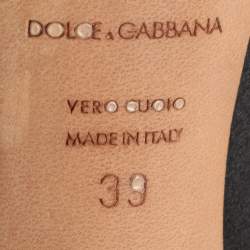 DOLCE & GABBANA
VERO CUOIO
MADE IN ITALY
39